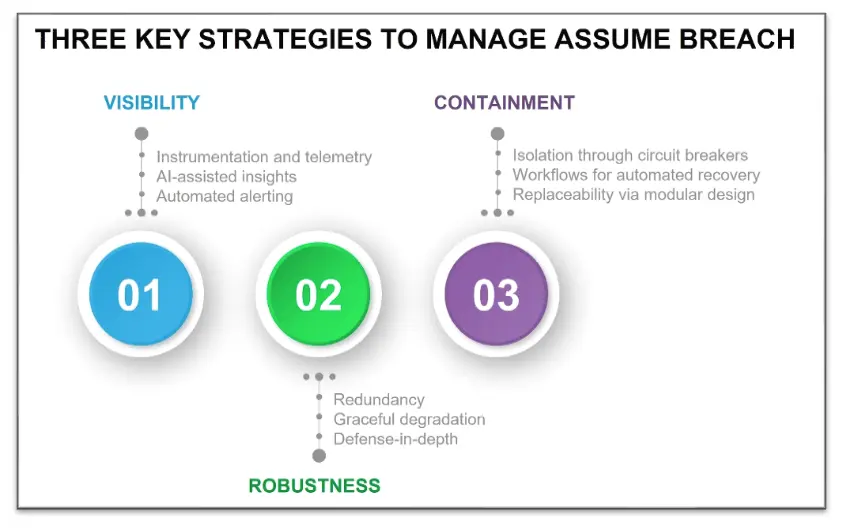 THREE KEY STRATEGIES TO MANAGE ASSUME BREACH
VISIBILITY
Instrumentation and telemetry
AI-assisted insights
Automated alerting
CONTAINMENT
Isolation through circuit breakers
Workflows for automated recovery
Replaceability via modular design
01
02
03
Redundancy
Graceful degradation
Defense-in-depth
ROBUSTNESS